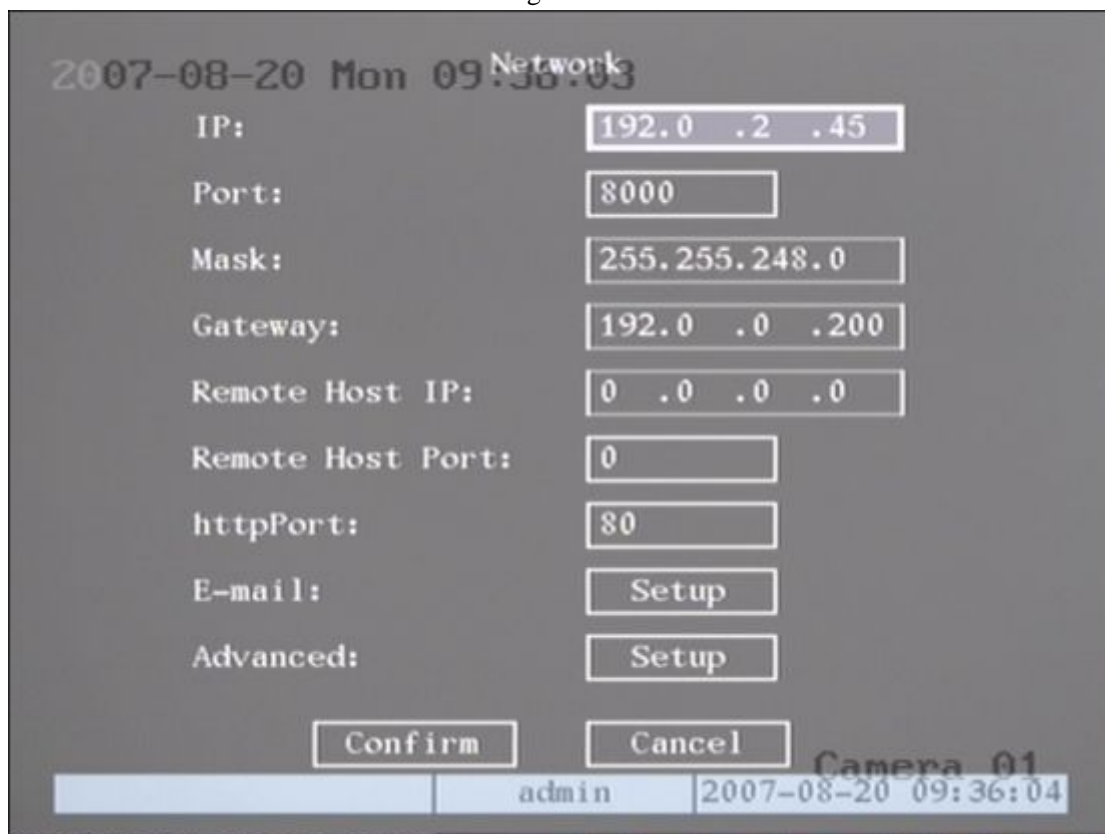 Network
2007-08-20 Mon 09:36:03
IP: 192.0 .2 .45
Port: 8000
Mask: 255.255.248.0
Gateway: 192.0 .0 .200
Remote Host IP: 0 .0 .0 .0
Remote Host Port: 0
httpPort: 80
E-mail: Setup
Advanced: Setup
Confirm Cancel
Camera 01
admin 2007-08-20 09:36:04